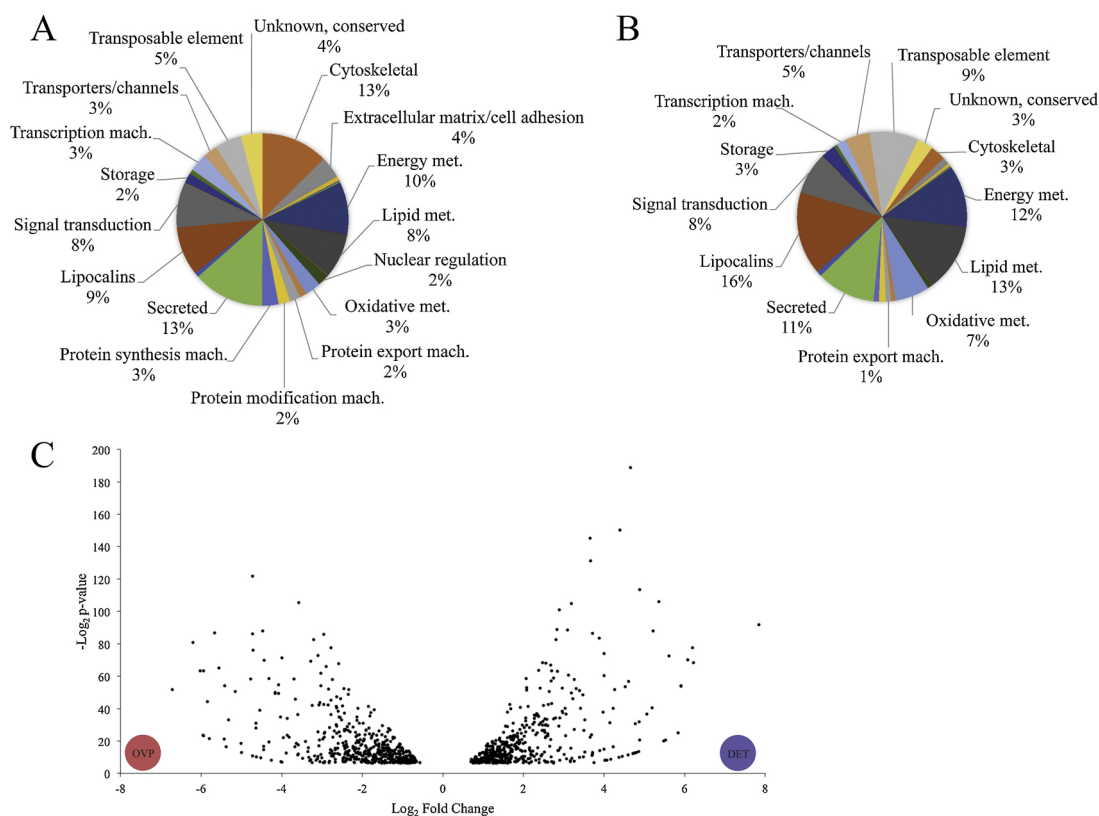 A
Unknown, conserved
4%
Transposable element
5%
Cytoskeletal
13%
Transporters/channels
3%
Extracellular matrix/cell adhesion
4%
Transcription mach.
3%
Energy met.
10%
Storage
2%
Lipid met.
8%
Signal transduction
8%
Nuclear regulation
2%
Lipocalins
9%
Oxidative met.
3%
Secreted
13%
Protein export mach.
2%
Protein synthesis mach.
3%
Protein modification mach.
2%
B
Transporters/channels
5%
Transposable element
9%
Transcription mach.
2%
Unknown, conserved
3%
Storage
3%
Cytoskeletal
3%
Signal transduction
8%
Energy met.
12%
Lipocalins
16%
Lipid met.
13%
Secreted
11%
Oxidative met.
7%
Protein export mach.
1%
C
200
180
160
140
120
100
80
60
40
20
0
-Log2 p-value
OVP
DET
-8 -6 -4 -2 0 2 4 6 8
Log2 Fold Change